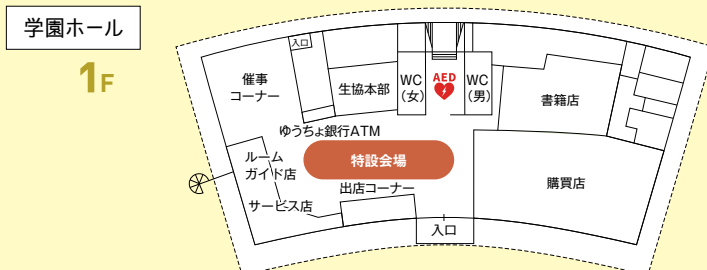 学園ホール
1F
入口
催事
コーナー
生協本部
WC
(女)
AED
WC
(男)
書籍店
ゆうちょ銀行ATM
ルーム
ガイド店
特設会場
出店コーナー
購買店
サービス店
入口